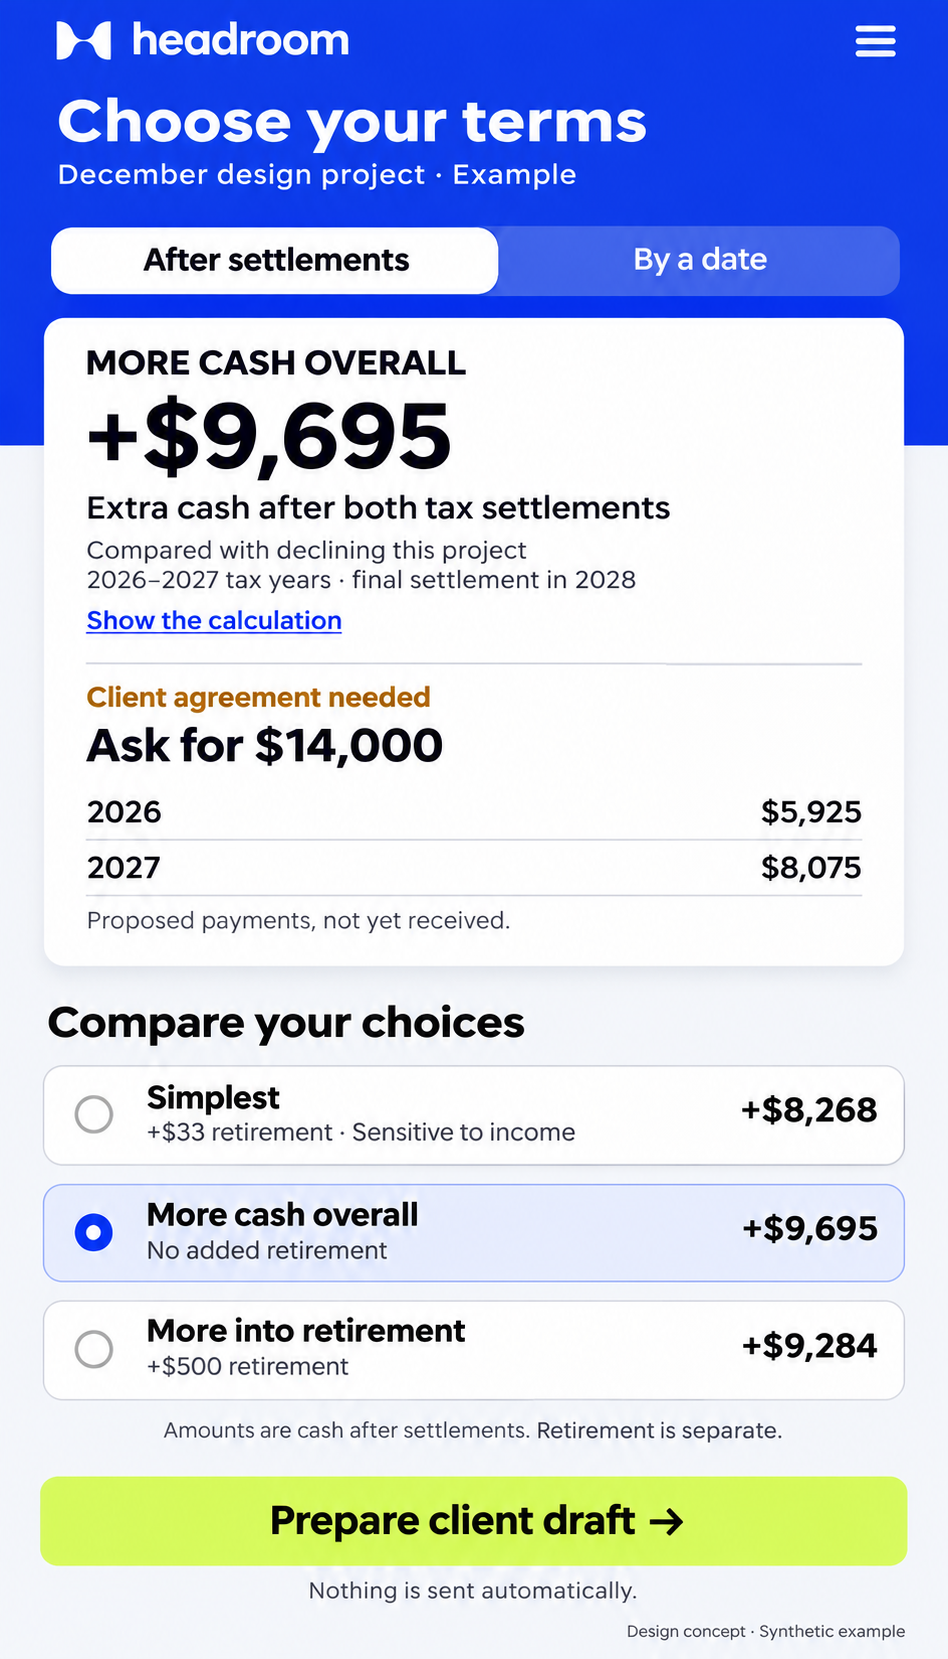 headroom
Choose your terms
December design project · Example
After settlements
By a date
MORE CASH OVERALL
+$9,695
Extra cash after both tax settlements
Compared with declining this project
2026–2027 tax years · final settlement in 2028
Show the calculation
Client agreement needed
Ask for $14,000
2026 $5,925
2027 $8,075
Proposed payments, not yet received.
Compare your choices
Simplest
+$33 retirement · Sensitive to income
+$8,268
More cash overall
No added retirement
+$9,695
More into retirement
+$500 retirement
+$9,284
Amounts are cash after settlements. Retirement is separate.
Prepare client draft →
Nothing is sent automatically.
Design concept · Synthetic example